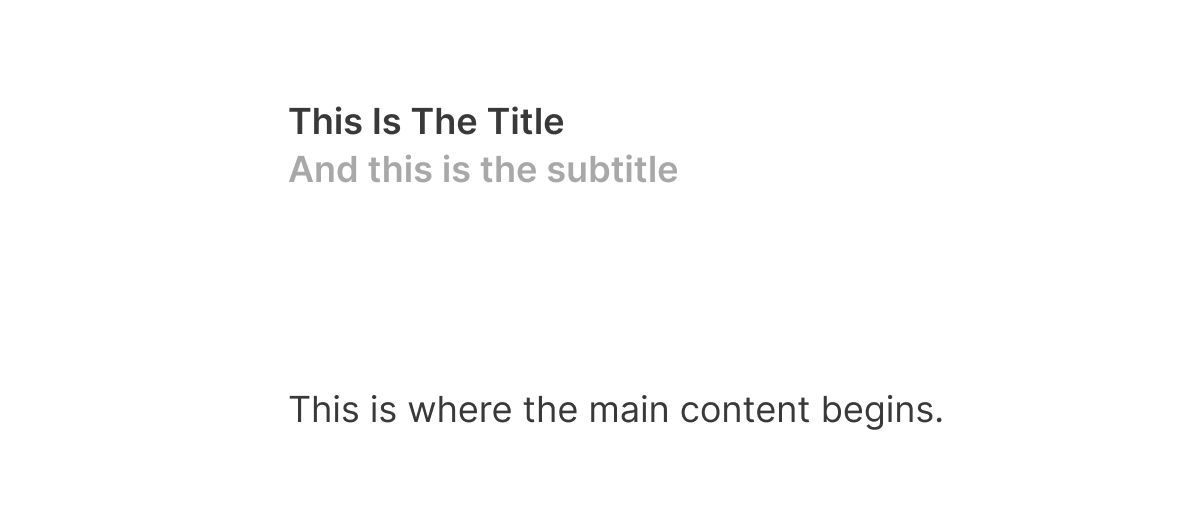 This Is The Title
And this is the subtitle
This is where the main content begins.